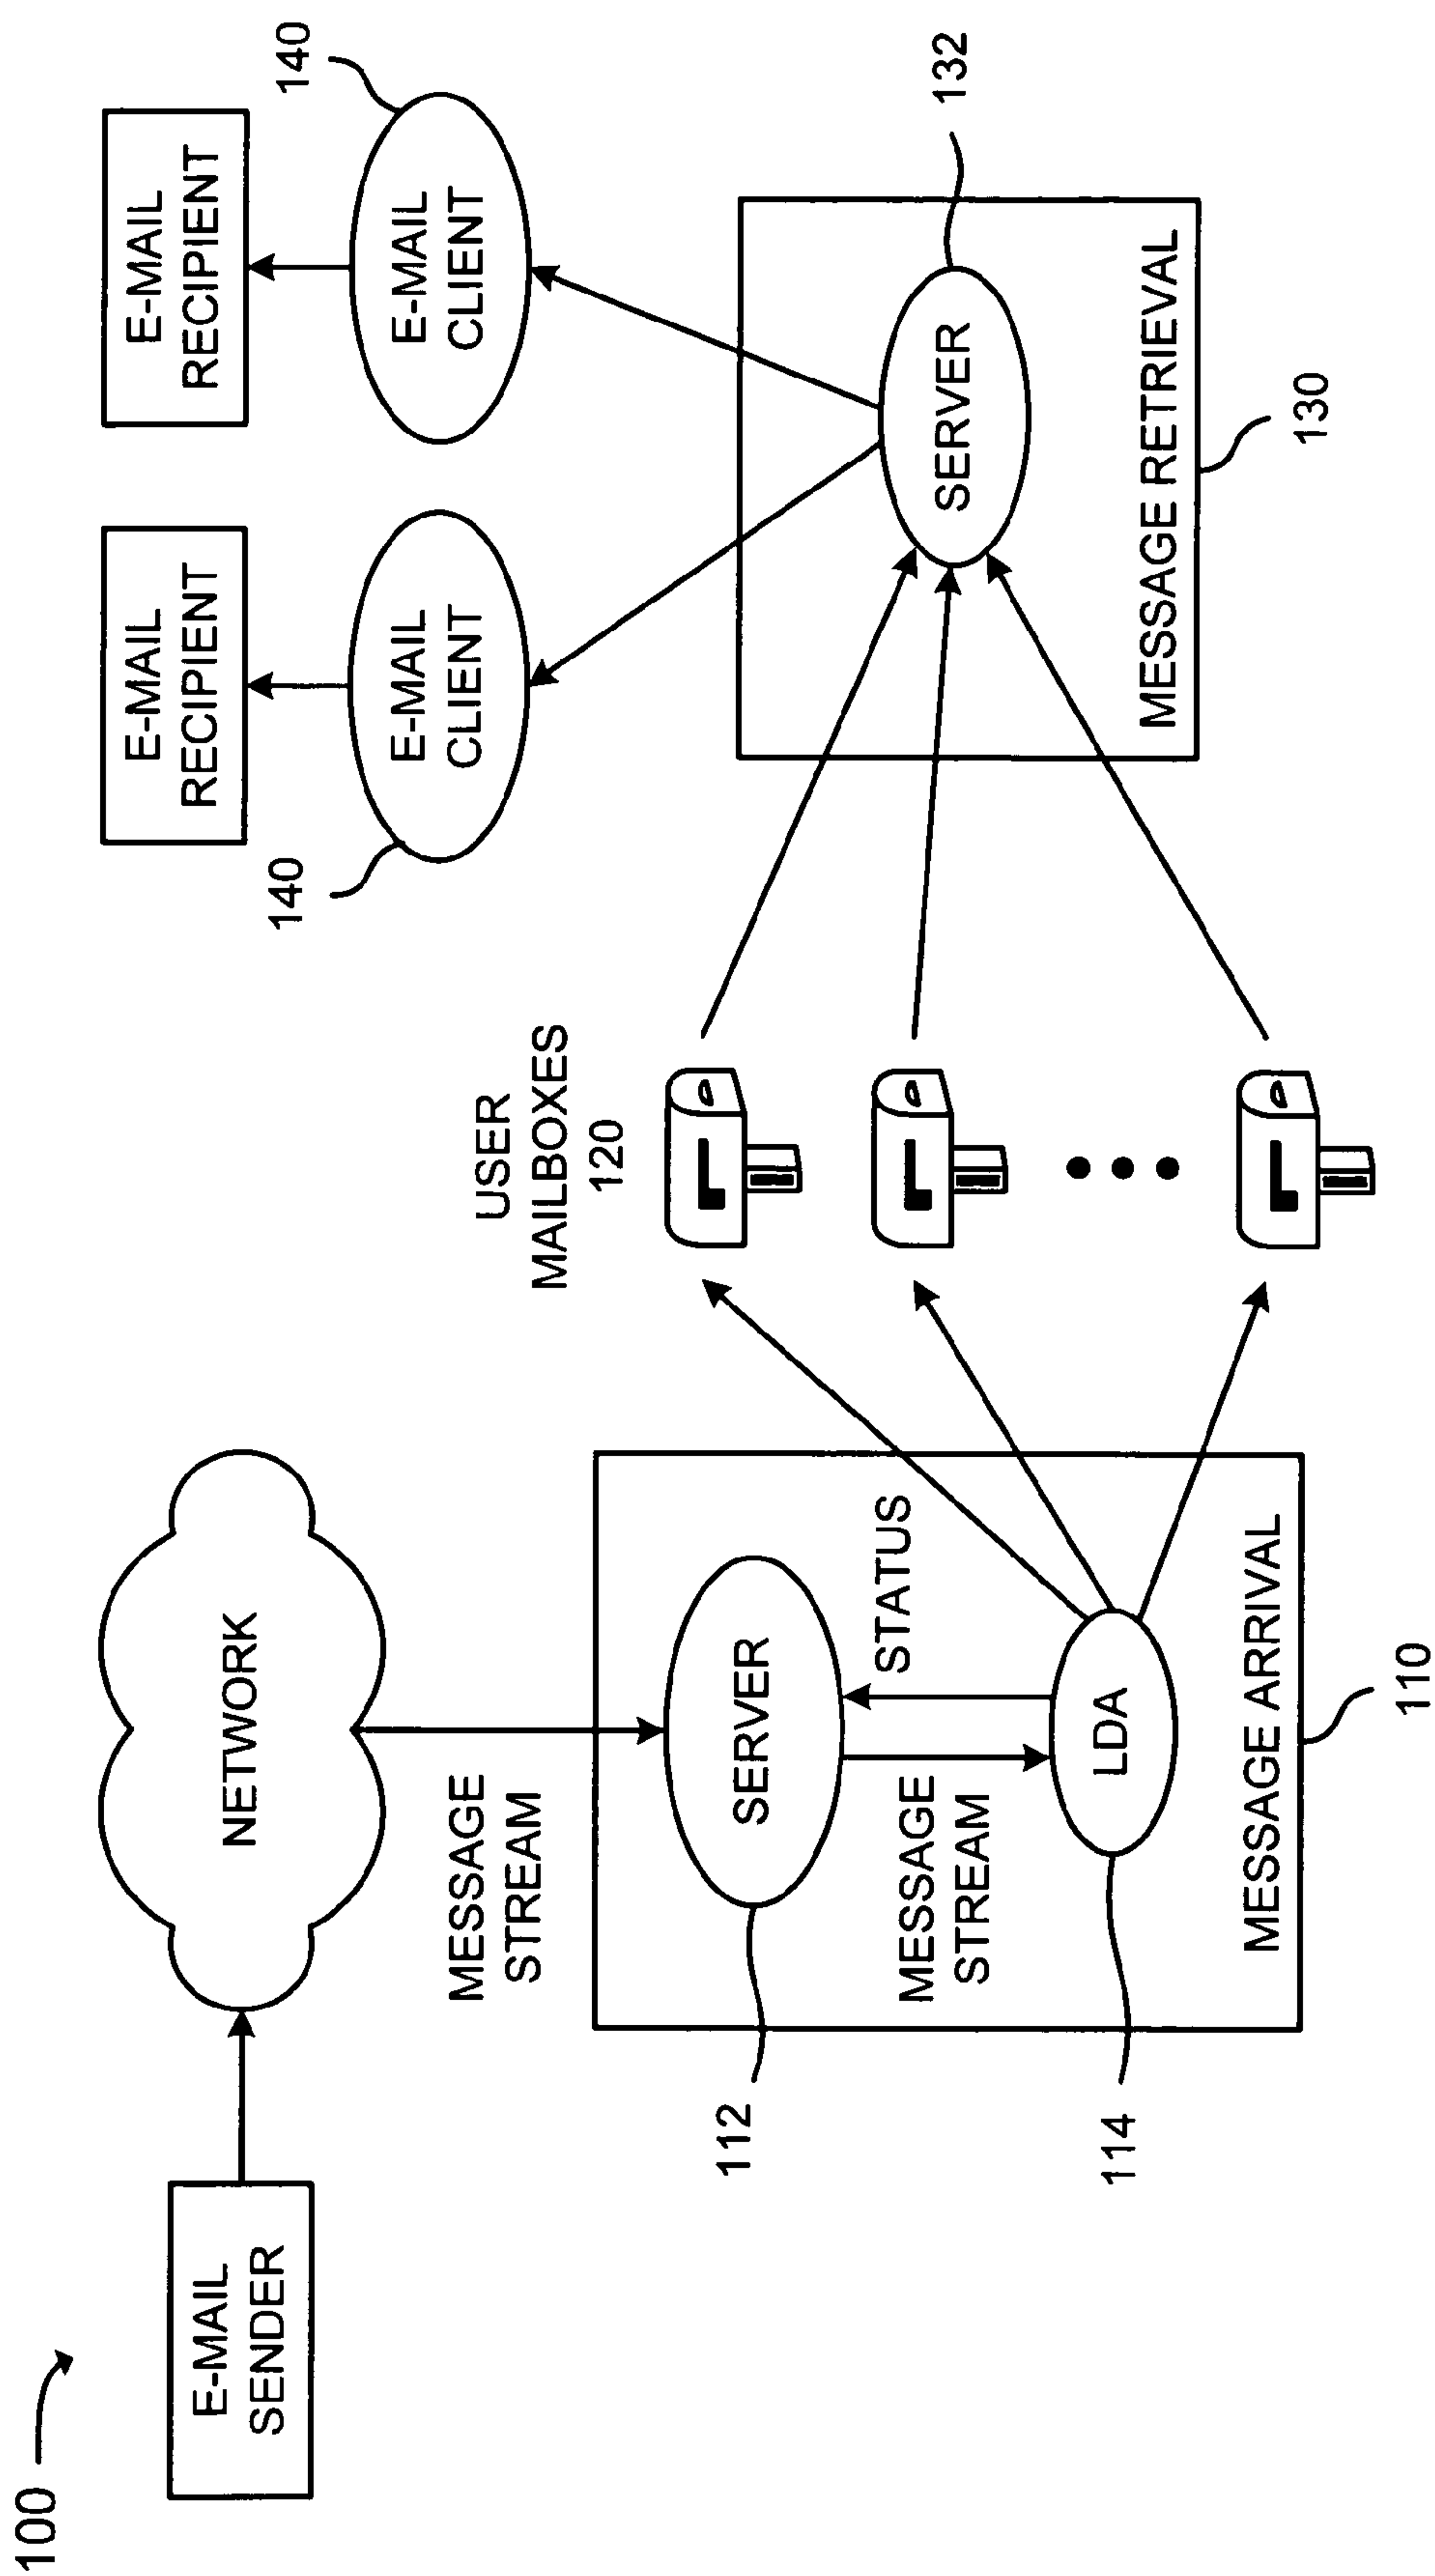 100
E-MAIL
SENDER
NETWORK
MESSAGE
STREAM
112
SERVER
MESSAGE
STREAM
STATUS
114
LDA
MESSAGE ARRIVAL
110
USER
MAILBOXES
120
E-MAIL
RECIPIENT
E-MAIL
RECIPIENT
140
E-MAIL
CLIENT
E-MAIL
CLIENT
140
SERVER
132
MESSAGE RETRIEVAL
130